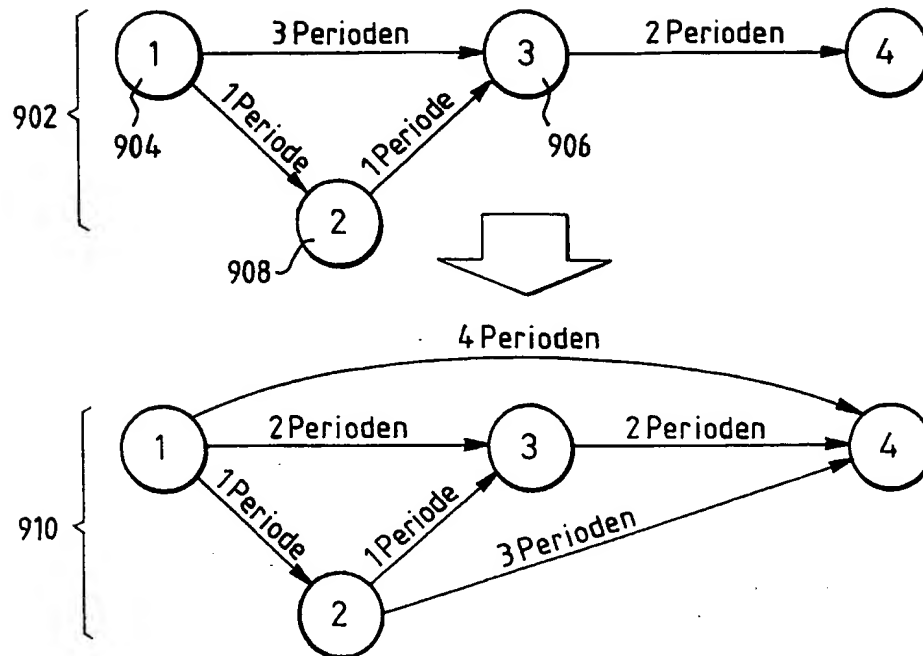 1
3 Perioden
3
2 Perioden
4
902
904
1 Periode
1 Periode
906
2
908
4 Perioden
1
2 Perioden
3
2 Perioden
4
910
1 Periode
1 Periode
3 Perioden
2